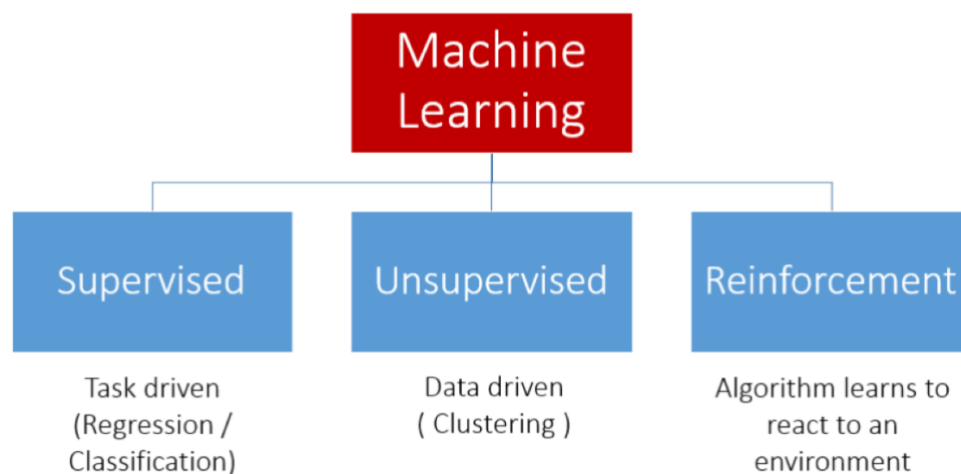 Machine
Learning
Supervised
Unsupervised
Reinforcement
Task driven
(Regression /
Classification)
Data driven
( Clustering )
Algorithm learns to
react to an
environment